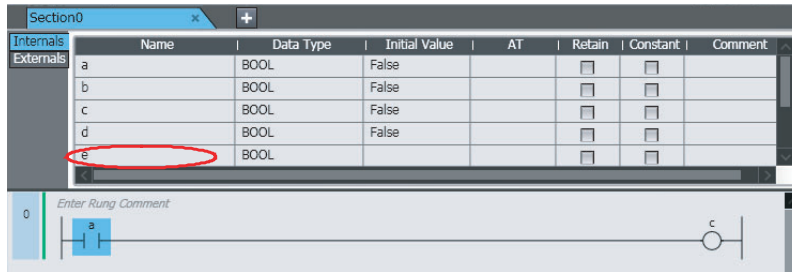 Section0 × +
Internals
Externals
Name Data Type Initial Value AT Retain Constant Comment
a BOOL False
b BOOL False
c BOOL False
d BOOL False
e BOOL
0 Enter Rung Comment
a c